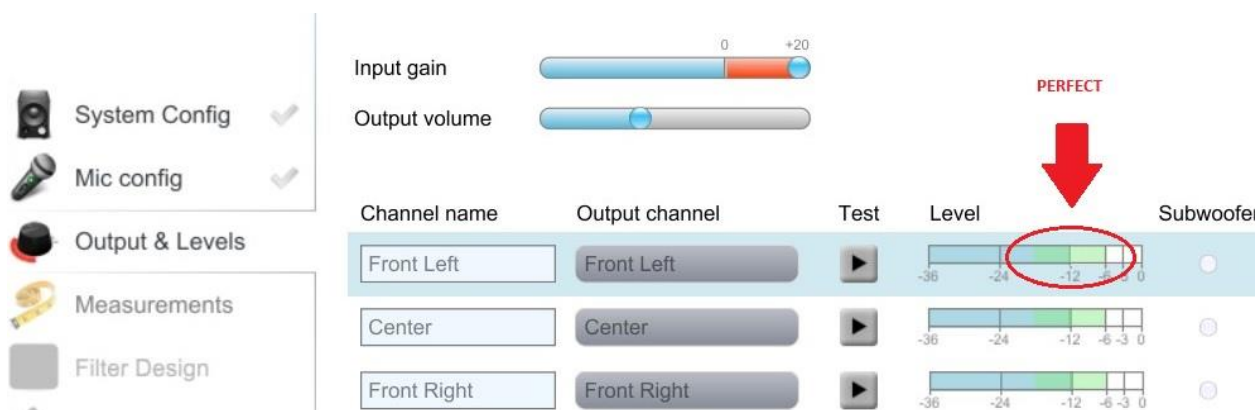 0 +20
Input gain
PERFECT
System Config
Output volume
Mic config
Channel name Output channel Test Level Subwoofer
Output & Levels
Front Left Front Left
-36 -24 -12 -6 -3 0
Measurements
Center Center
-36 -24 -12 -6 -3 0
Filter Design
Front Right Front Right
-36 -24 -12 -6 -3 0